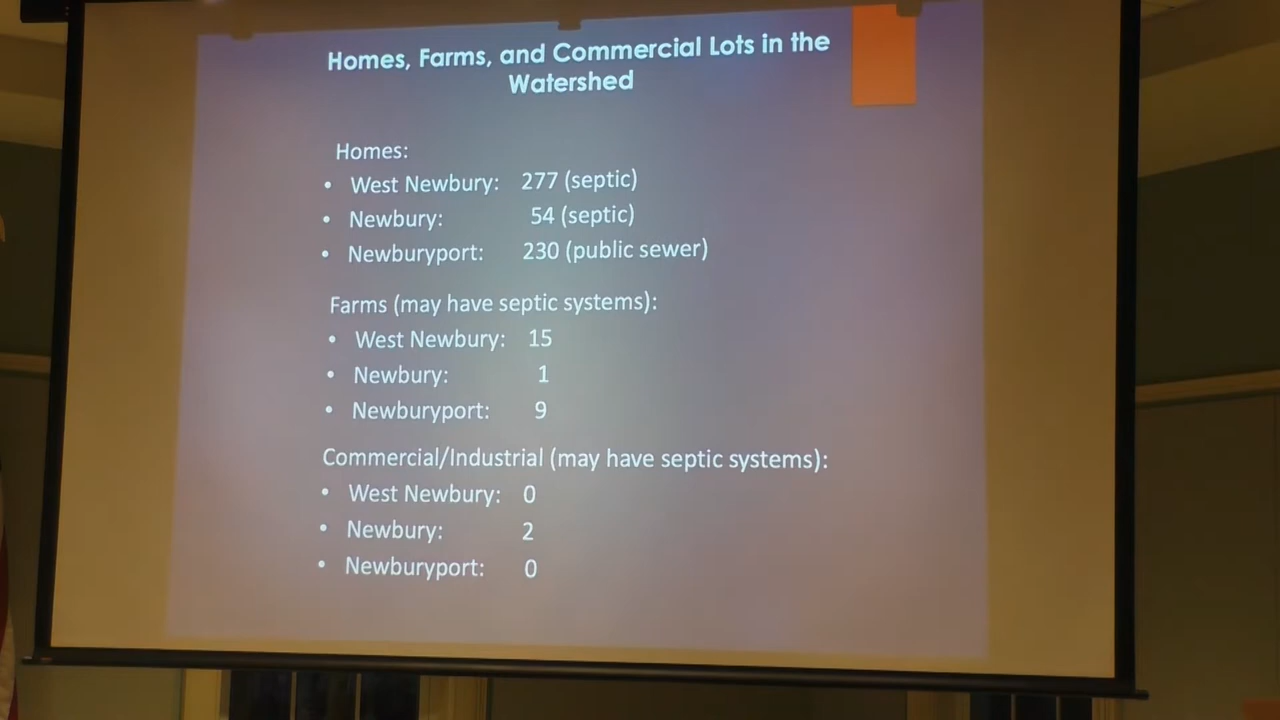 Homes, Farms, and Commercial Lots in the
Watershed
Homes:
• West Newbury: 277 (septic)
• Newbury: 54 (septic)
• Newburyport: 230 (public sewer)
Farms (may have septic systems):
• West Newbury: 15
• Newbury: 1
• Newburyport: 9
Commercial/Industrial (may have septic systems):
• West Newbury: 0
• Newbury: 2
• Newburyport: 0